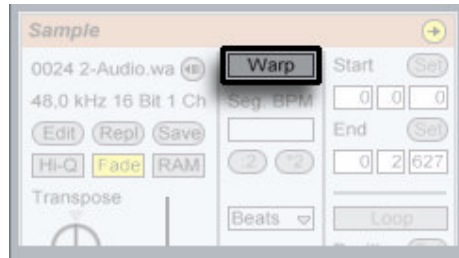 Sample
0024 2-Audio.wa
48,0 kHz 16 Bit 1 Ch
Edit Repl Save
Hi-Q Fade RAM
Transpose
Warp
Seg. BPM
:2 *2
Beats
Start Set
0 0 0
End Set
0 2 627
Loop